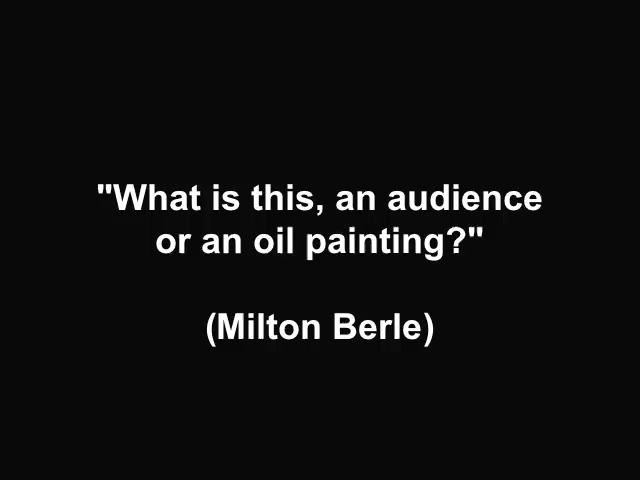 "What is this, an audience
or an oil painting?"
(Milton Berle)